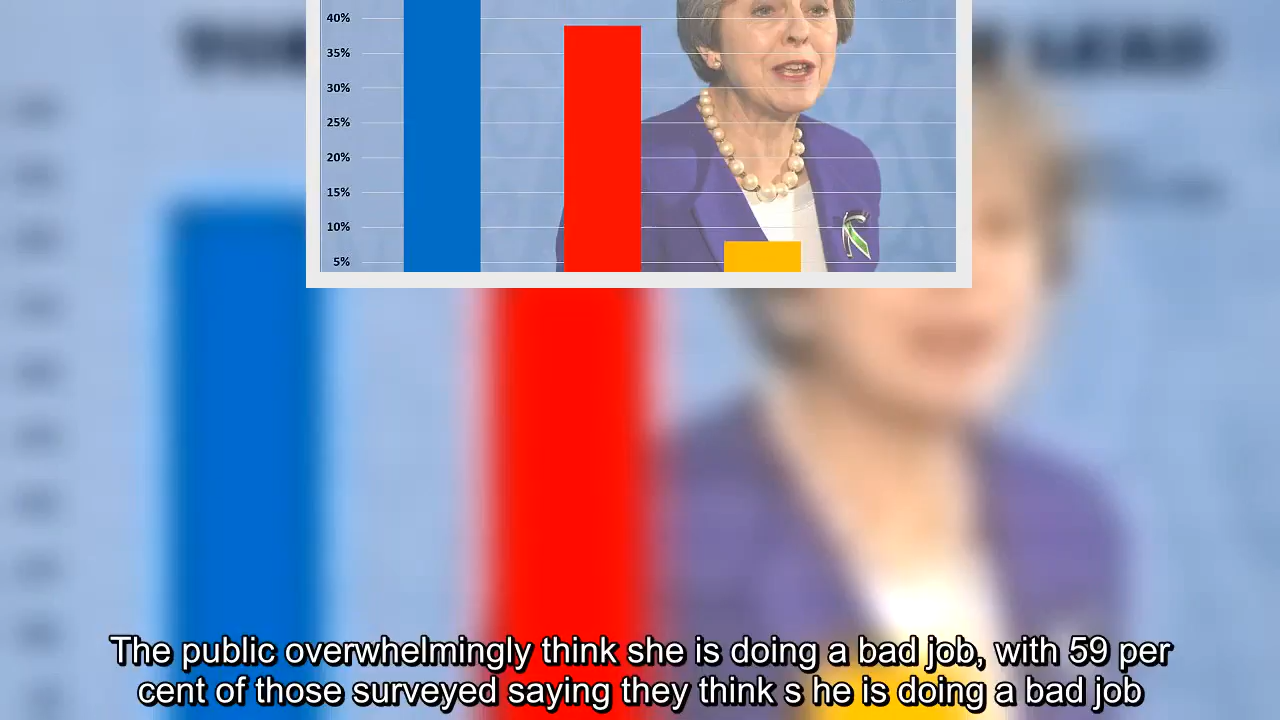 40%
35%
30%
25%
20%
15%
10%
5%
LEAD
The public overwhelmingly think she is doing a bad job, with 59 per
cent of those surveyed saying they think s he is doing a bad job